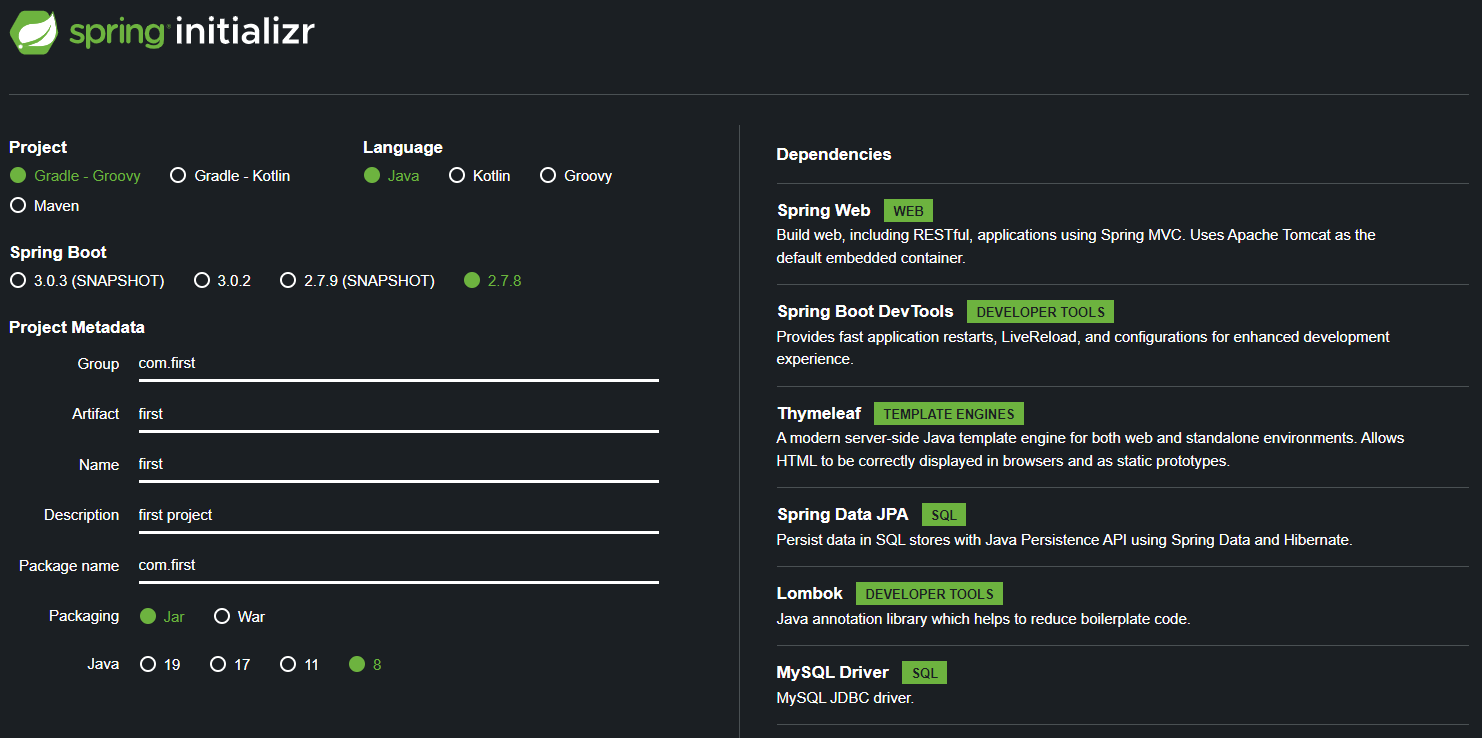 spring initializr
Project
Gradle - Groovy
Gradle - Kotlin
Maven
Language
Java
Kotlin
Groovy
Spring Boot
3.0.3 (SNAPSHOT)
3.0.2
2.7.9 (SNAPSHOT)
2.7.8
Project Metadata
Group com.first
Artifact first
Name first
Description first project
Package name com.first
Packaging Jar War
Java 19 17 11 8
Dependencies
Spring Web WEB
Build web, including RESTful, applications using Spring MVC. Uses Apache Tomcat as the
default embedded container.
Spring Boot DevTools DEVELOPER TOOLS
Provides fast application restarts, LiveReload, and configurations for enhanced development
experience.
Thymeleaf TEMPLATE ENGINES
A modern server-side Java template engine for both web and standalone environments. Allows
HTML to be correctly displayed in browsers and as static prototypes.
Spring Data JPA SQL
Persist data in SQL stores with Java Persistence API using Spring Data and Hibernate.
Lombok DEVELOPER TOOLS
Java annotation library which helps to reduce boilerplate code.
MySQL Driver SQL
MySQL JDBC driver.